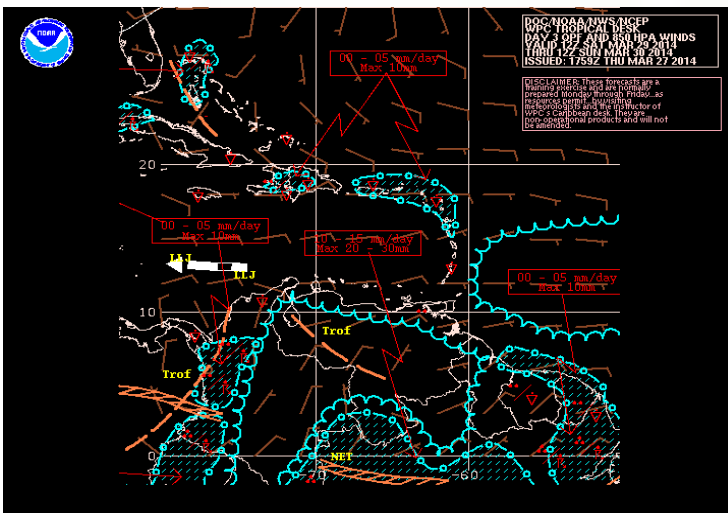 NOAA
DOC/NOAA/NWS/NCEP
WPC TROPICAL DESK
DAY 3 QPF AND 850 HPA WINDS
VALID 12Z SAT MAR 29 2014
THRU 12Z SUN MAR 30 2014
ISSUED: 1759Z THU MAR 27 2014
DISCLAIMER: These forecasts are a
training exercise and are normally
prepared Monday through Friday...as
resources permit...by visiting
meteorologists and the instructor of
WPC's Caribbean desk. They are
non-operational products and will not
be amended.
00 - 05 mm/day
Max 10mm
20
00 - 05 mm/day
Max 10mm
10 - 15 mm/day
Max 20 - 30mm
LLJ
LLJ
00 - 05 mm/day
Max 10mm
10
Trof
Trof
NET
0
-70
-60